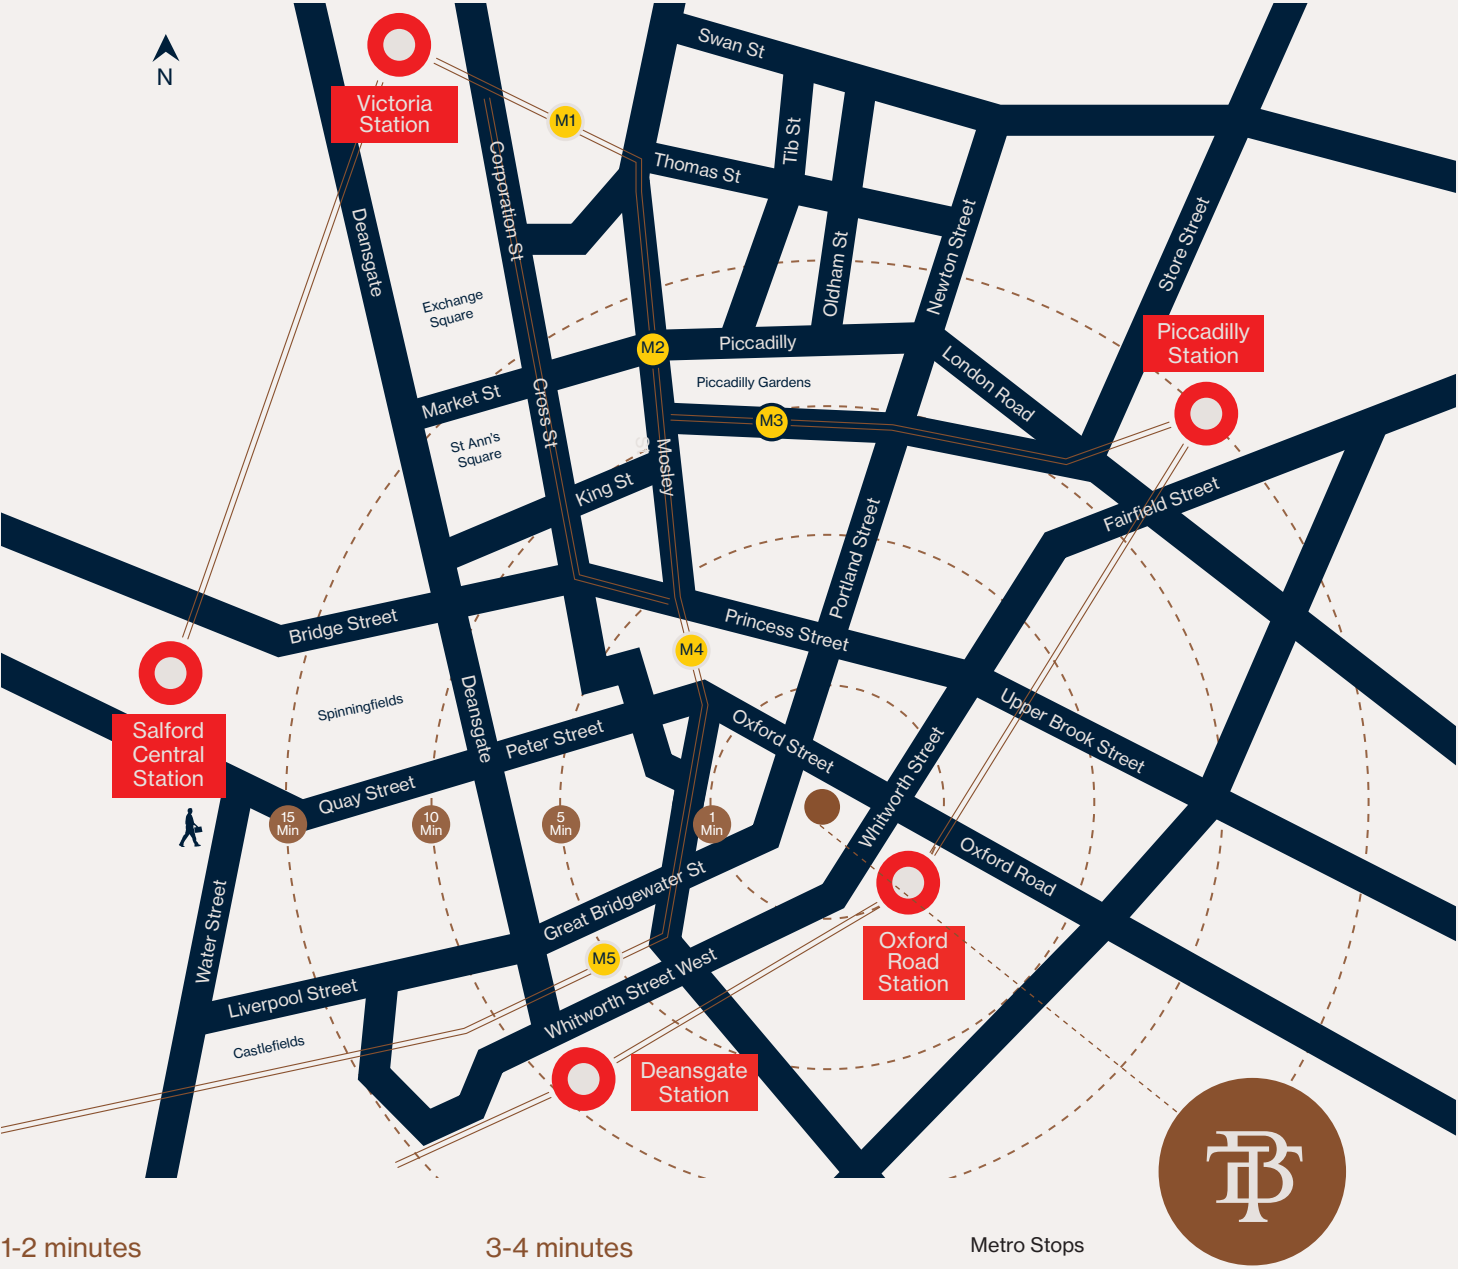 Swan St
N
Victoria
Station
M1
Tib St
Corporation St
Thomas St
Deansgate
Newton Street
Store Street
Oldham St
Exchange
Square
Piccadilly
Station
M2
Piccadilly
London Road
Piccadilly Gardens
Market St
Cross St
M3
St Ann's
Square
St
Mosley
King St
Fairfield Street
Portland Street
Bridge Street
Princess Street
M4
Spinningfields
Deansgate
Upper Brook Street
Salford
Central
Station
Peter Street
Oxford Street
Quay Street
Whitworth Street
15
Min
10
Min
5
Min
1
Min
Oxford Road
Great Bridgewater St
Water Street
Oxford
Road
Station
M5
Whitworth Street West
Liverpool Street
Castlefields
Deansgate
Station
TB
1-2 minutes
3-4 minutes
Metro Stops